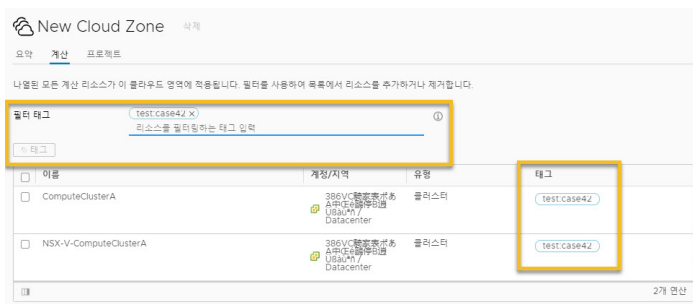 New Cloud Zone 삭제
요약 계산 프로젝트
나열된 모든 계산 리소스가 이 클라우드 영역에 적용됩니다. 필터를 사용하여 목록에서 리소스를 추가하거나 제거합니다.
필터 태그 test:case42 ×
리소스를 필터링하는 태그 입력
태그
이름 계정/지역 유형 태그
ComputeClusterA 386VC 클러스터 test:case42
Datacenter
NSX-V-ComputeClusterA 386VC 클러스터 test:case42
Datacenter
2개 연산